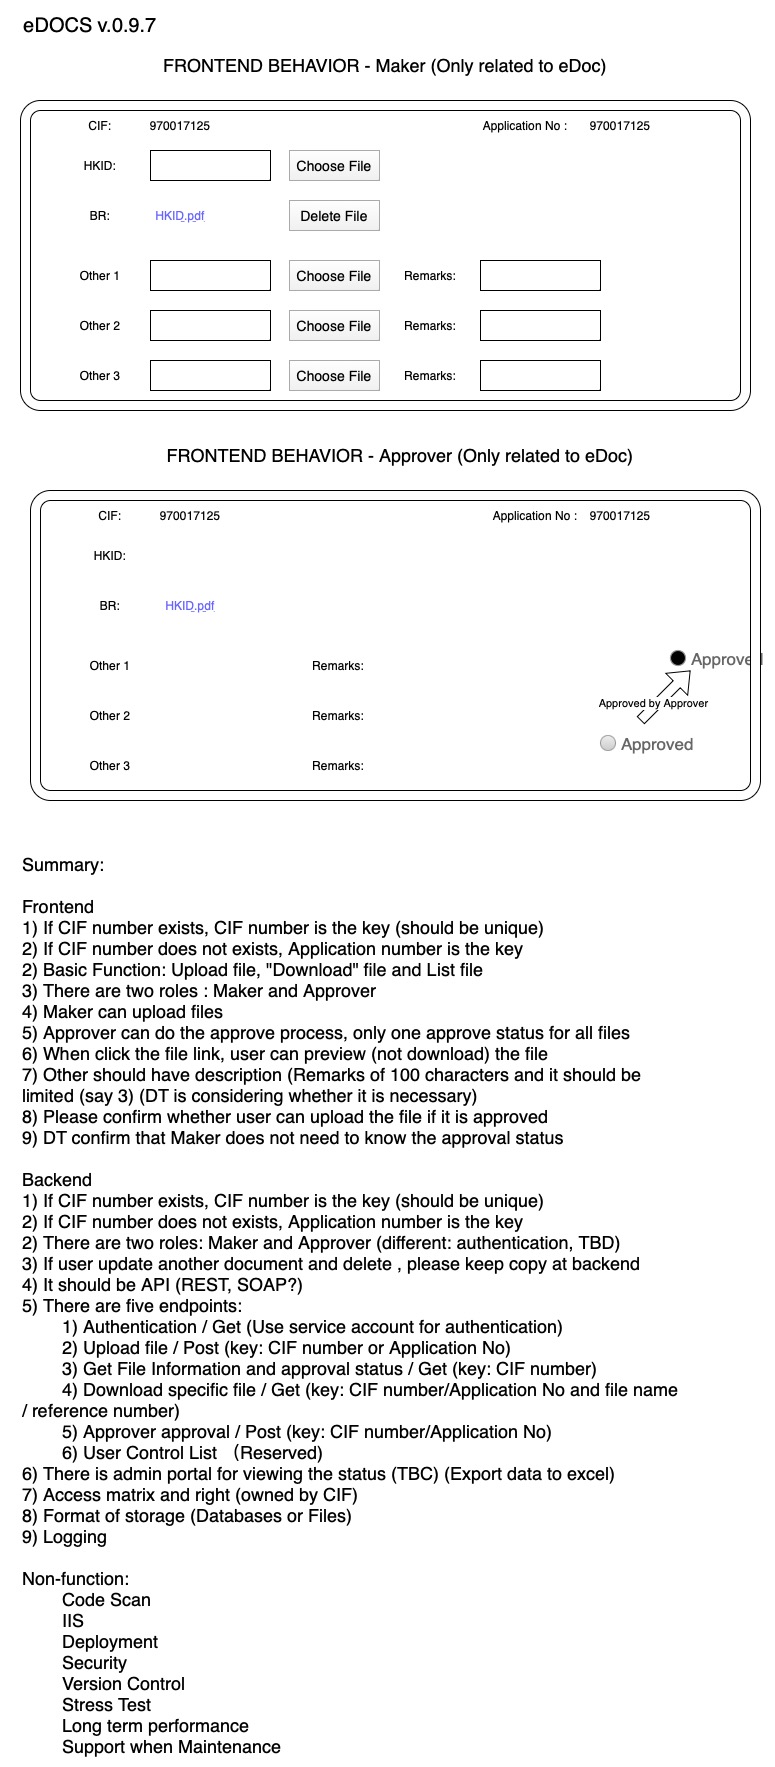 eDOCS v.0.9.7
FRONTEND BEHAVIOR - Maker (Only related to eDoc)
CIF: 970017125 Application No : 970017125
HKID: Choose File
BR: HKID.pdf Delete File
Other 1 Choose File Remarks:
Other 2 Choose File Remarks:
Other 3 Choose File Remarks:
FRONTEND BEHAVIOR - Approver (Only related to eDoc)
CIF: 970017125 Application No : 970017125
HKID:
BR: HKID.pdf
Other 1 Remarks: Approved
Approved by Approver
Other 2 Remarks:
Approved
Other 3 Remarks:
Summary:
Frontend
1) If CIF number exists, CIF number is the key (should be unique)
2) If CIF number does not exists, Application number is the key
2) Basic Function: Upload file, "Download" file and List file
3) There are two roles : Maker and Approver
4) Maker can upload files
5) Approver can do the approve process, only one approve status for all files
6) When click the file link, user can preview (not download) the file
7) Other should have description (Remarks of 100 characters and it should be
limited (say 3) (DT is considering whether it is necessary)
8) Please confirm whether user can upload the file if it is approved
9) DT confirm that Maker does not need to know the approval status
Backend
1) If CIF number exists, CIF number is the key (should be unique)
2) If CIF number does not exists, Application number is the key
2) There are two roles: Maker and Approver (different: authentication, TBD)
3) If user update another document and delete , please keep copy at backend
4) It should be API (REST, SOAP?)
5) There are five endpoints:
1) Authentication / Get (Use service account for authentication)
2) Upload file / Post (key: CIF number or Application No)
3) Get File Information and approval status / Get (key: CIF number)
4) Download specific file / Get (key: CIF number/Application No and file name
/ reference number)
5) Approver approval / Post (key: CIF number/Application No)
6) User Control List （Reserved)
6) There is admin portal for viewing the status (TBC) (Export data to excel)
7) Access matrix and right (owned by CIF)
8) Format of storage (Databases or Files)
9) Logging
Non-function:
Code Scan
IIS
Deployment
Security
Version Control
Stress Test
Long term performance
Support when Maintenance